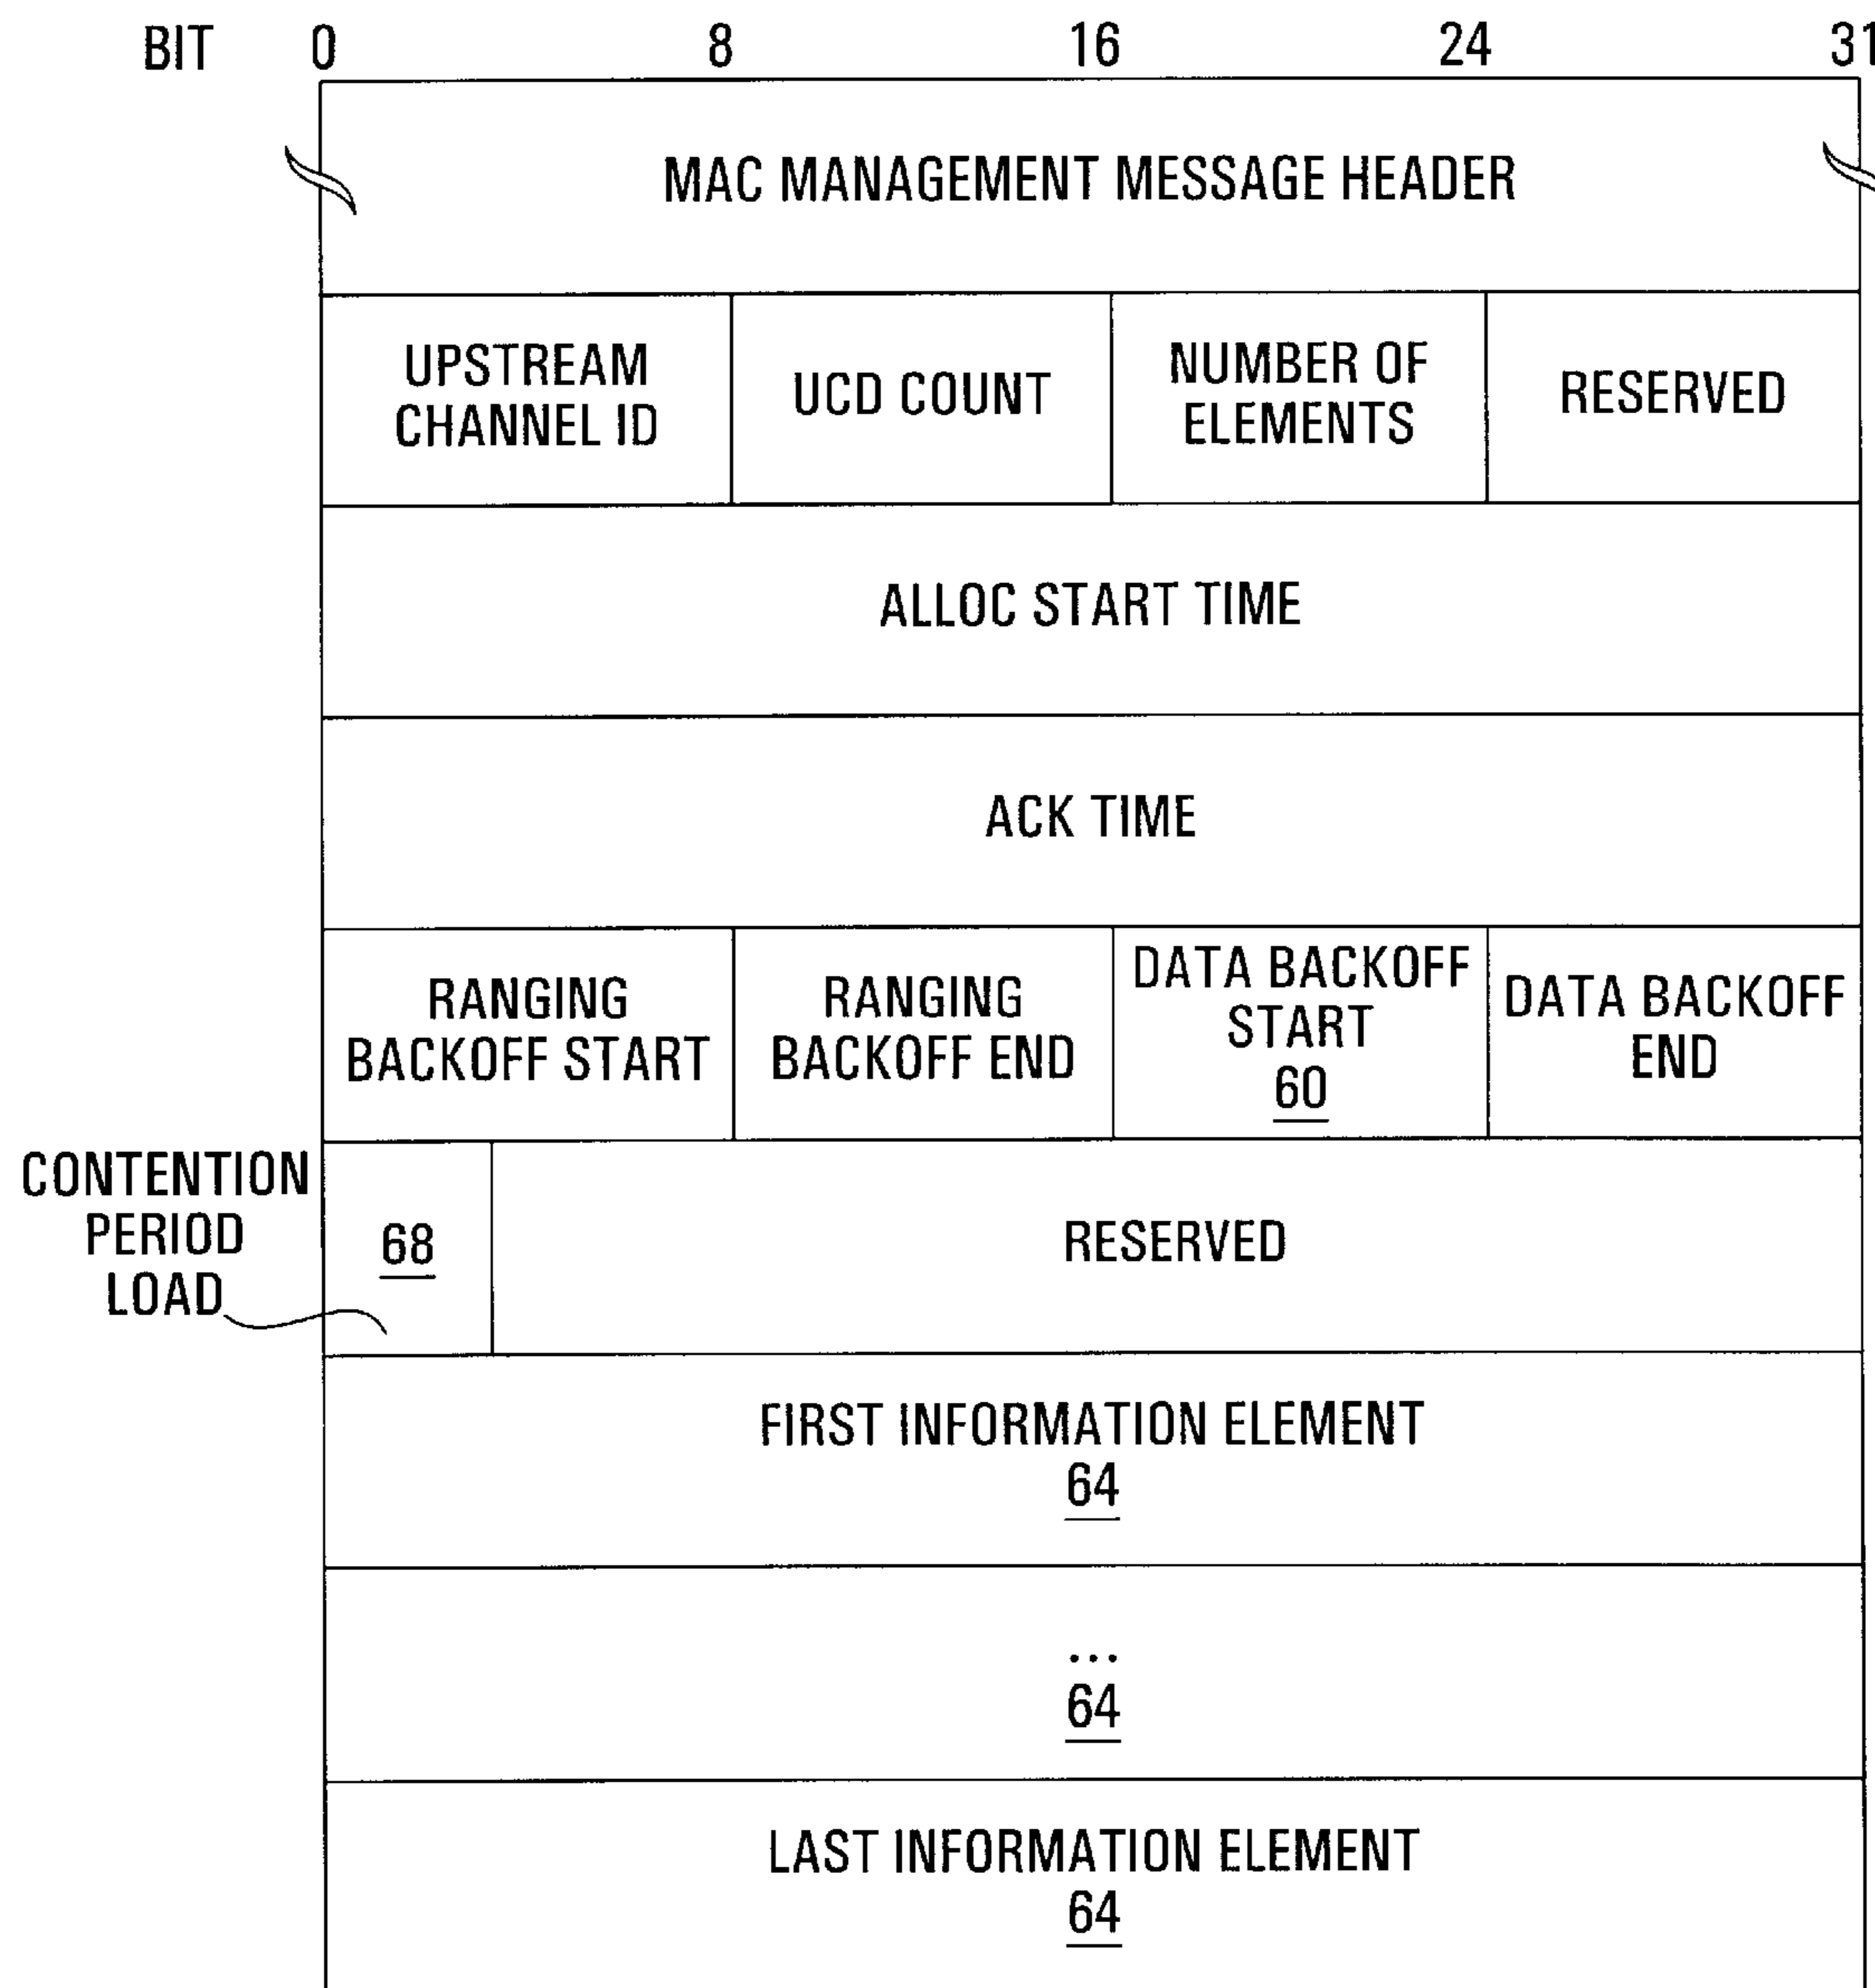 BIT 0 8 16 24 31
MAC MANAGEMENT MESSAGE HEADER
UPSTREAM
CHANNEL ID
UCD COUNT
NUMBER OF
ELEMENTS
RESERVED
ALLOC START TIME
ACK TIME
RANGING
BACKOFF START
RANGING
BACKOFF END
DATA BACKOFF
START
60
DATA BACKOFF
END
CONTENTION
PERIOD
LOAD
68
RESERVED
FIRST INFORMATION ELEMENT
64
...
64
LAST INFORMATION ELEMENT
64